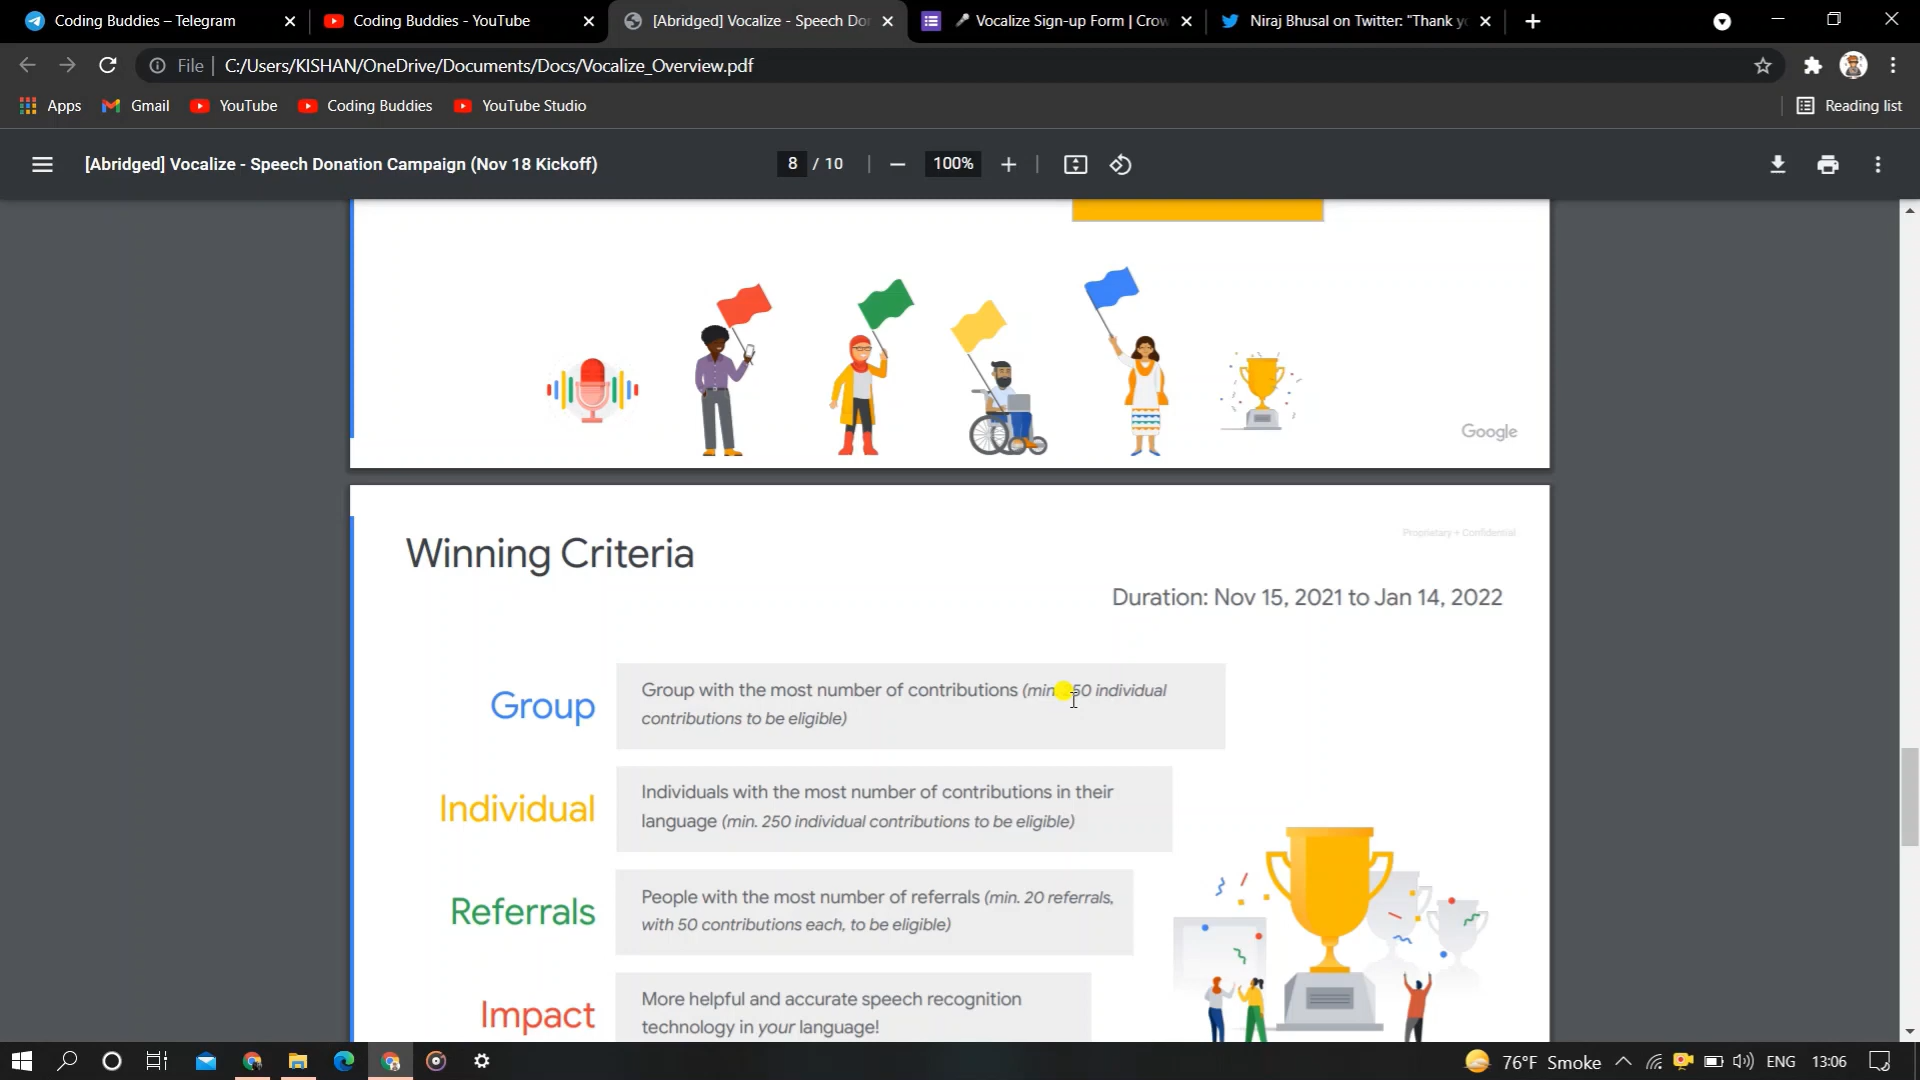 Coding Buddies – Telegram
Coding Buddies - YouTube
[Abridged] Vocalize - Speech Do
Vocalize Sign-up Form | Crow
Niraj Bhusal on Twitter: "Thank y
File
C:/Users/KISHAN/OneDrive/Documents/Docs/Vocalize_Overview.pdf
Apps
Gmail
YouTube
Coding Buddies
YouTube Studio
Reading list
[Abridged] Vocalize - Speech Donation Campaign (Nov 18 Kickoff)
8 / 10
100%
Google
Proprietary + Confidential
Winning Criteria
Duration: Nov 15, 2021 to Jan 14, 2022
Group
Group with the most number of contributions (min. 50 individual
contributions to be eligible)
Individual
Individuals with the most number of contributions in their
language (min. 250 individual contributions to be eligible)
Referrals
People with the most number of referrals (min. 20 referrals,
with 50 contributions each, to be eligible)
Impact
More helpful and accurate speech recognition
technology in your language!
76°F Smoke
ENG
13:06